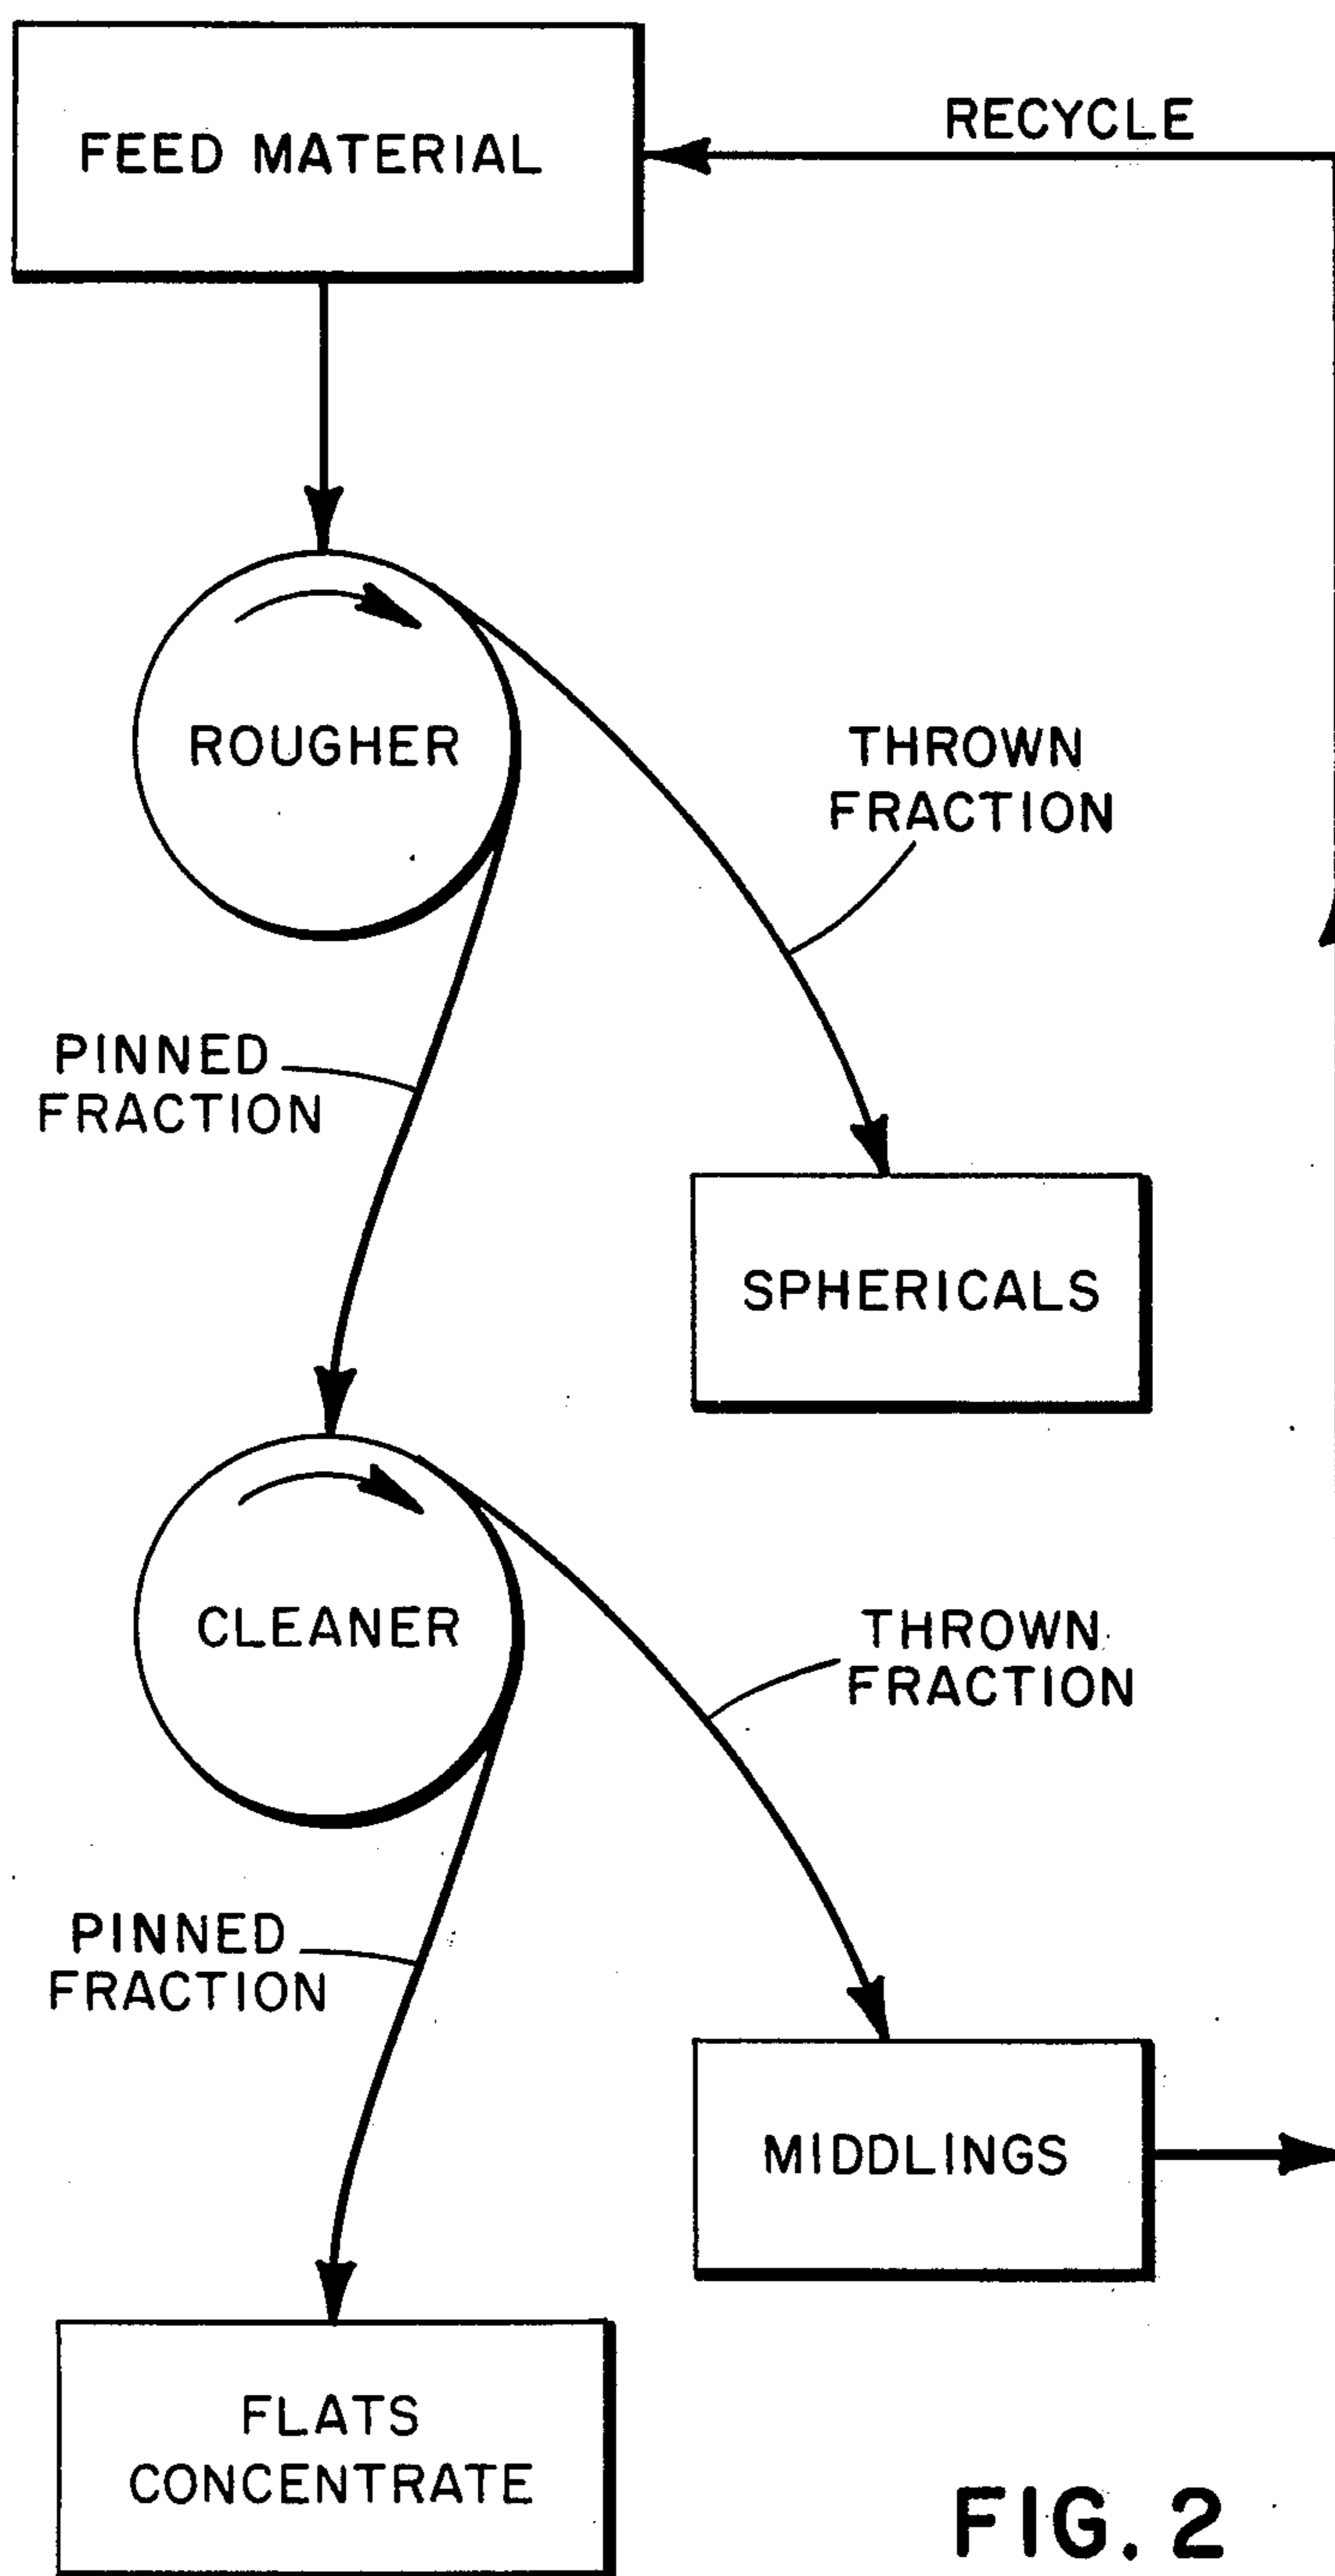 FEED MATERIAL
RECYCLE
ROUGHER
THROWN
FRACTION
PINNED
FRACTION
SPHERICALS
CLEANER
THROWN
FRACTION
PINNED
FRACTION
MIDDLINGS
FLATS
CONCENTRATE
FIG. 2